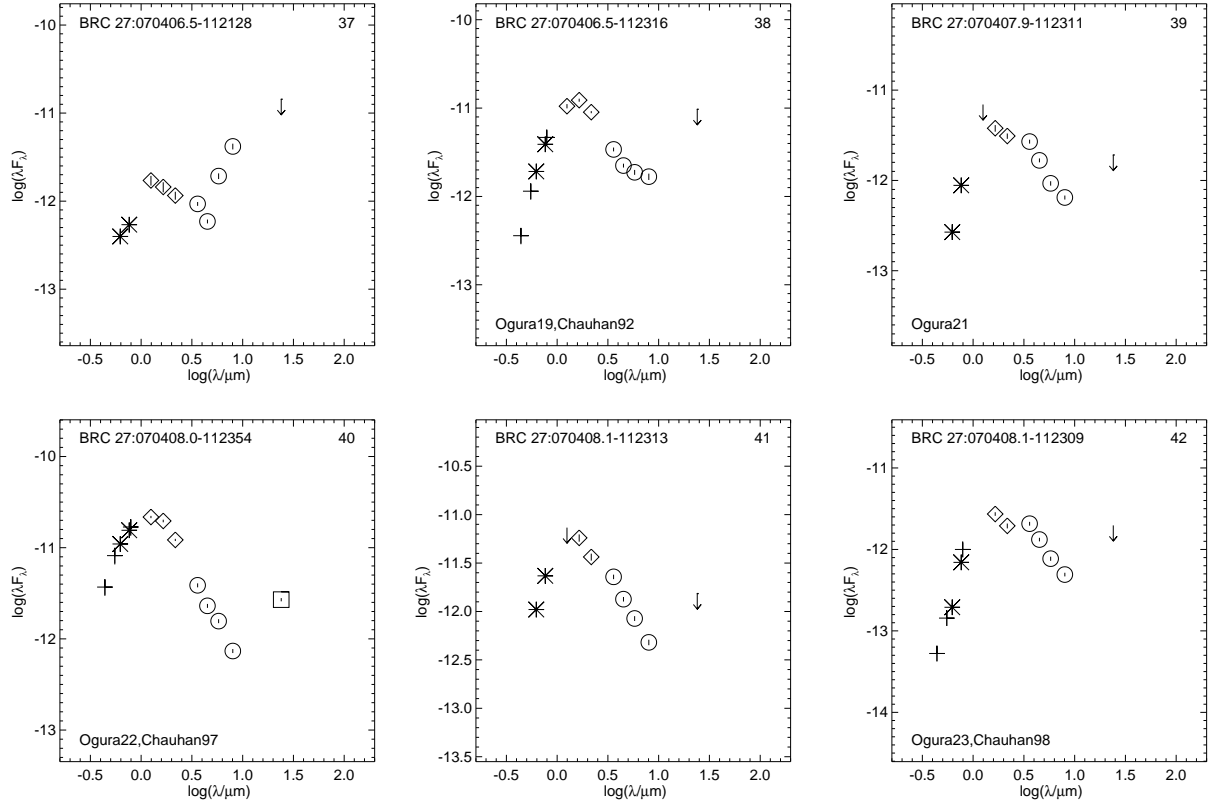 BRC 27:070406.5-112128 37
-10
-11
-12
-13
log(λFλ)
-0.5 0.0 0.5 1.0 1.5 2.0
log(λ/μm)
BRC 27:070406.5-112316 38
-10
-11
-12
-13
log(λFλ)
Ogura19,Chauhan92
-0.5 0.0 0.5 1.0 1.5 2.0
log(λ/μm)
BRC 27:070407.9-112311 39
-11
-12
-13
log(λFλ)
Ogura21
-0.5 0.0 0.5 1.0 1.5 2.0
log(λ/μm)
BRC 27:070408.0-112354 40
-10
-11
-12
-13
log(λFλ)
Ogura22,Chauhan97
-0.5 0.0 0.5 1.0 1.5 2.0
log(λ/μm)
BRC 27:070408.1-112313 41
-10.5
-11.0
-11.5
-12.0
-12.5
-13.0
-13.5
log(λFλ)
-0.5 0.0 0.5 1.0 1.5 2.0
log(λ/μm)
BRC 27:070408.1-112309 42
-11
-12
-13
-14
log(λFλ)
Ogura23,Chauhan98
-0.5 0.0 0.5 1.0 1.5 2.0
log(λ/μm)